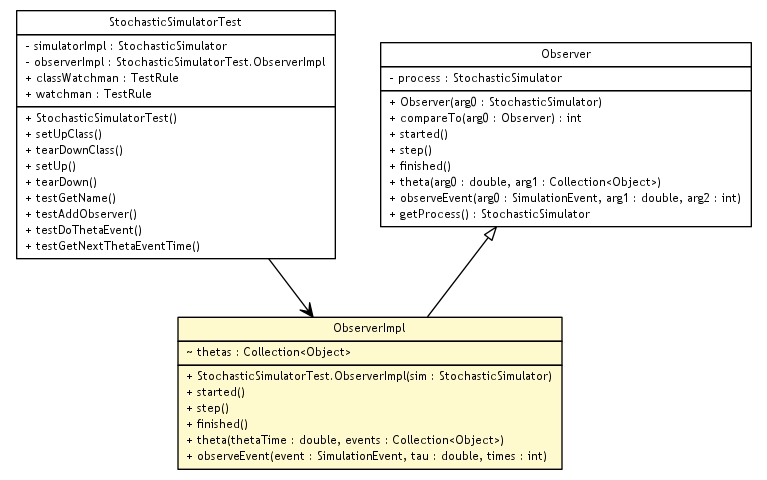 StochasticSimulatorTest
- simulatorImpl : StochasticSimulator
- observerImpl : StochasticSimulatorTest.ObserverImpl
+ classWatchman : TestRule
+ watchman : TestRule
+ StochasticSimulatorTest()
+ setUpClass()
+ tearDownClass()
+ setUp()
+ tearDown()
+ testGetName()
+ testAddObserver()
+ testDoThetaEvent()
+ testGetNextThetaEventTime()
Observer
- process : StochasticSimulator
+ Observer(arg0 : StochasticSimulator)
+ compareTo(arg0 : Observer) : int
+ started()
+ step()
+ finished()
+ theta(arg0 : double, arg1 : Collection<Object>)
+ observeEvent(arg0 : SimulationEvent, arg1 : double, arg2 : int)
+ getProcess() : StochasticSimulator
ObserverImpl
~ thetas : Collection<Object>
+ StochasticSimulatorTest.ObserverImpl(sim : StochasticSimulator)
+ started()
+ step()
+ finished()
+ theta(thetaTime : double, events : Collection<Object>)
+ observeEvent(event : SimulationEvent, tau : double, times : int)